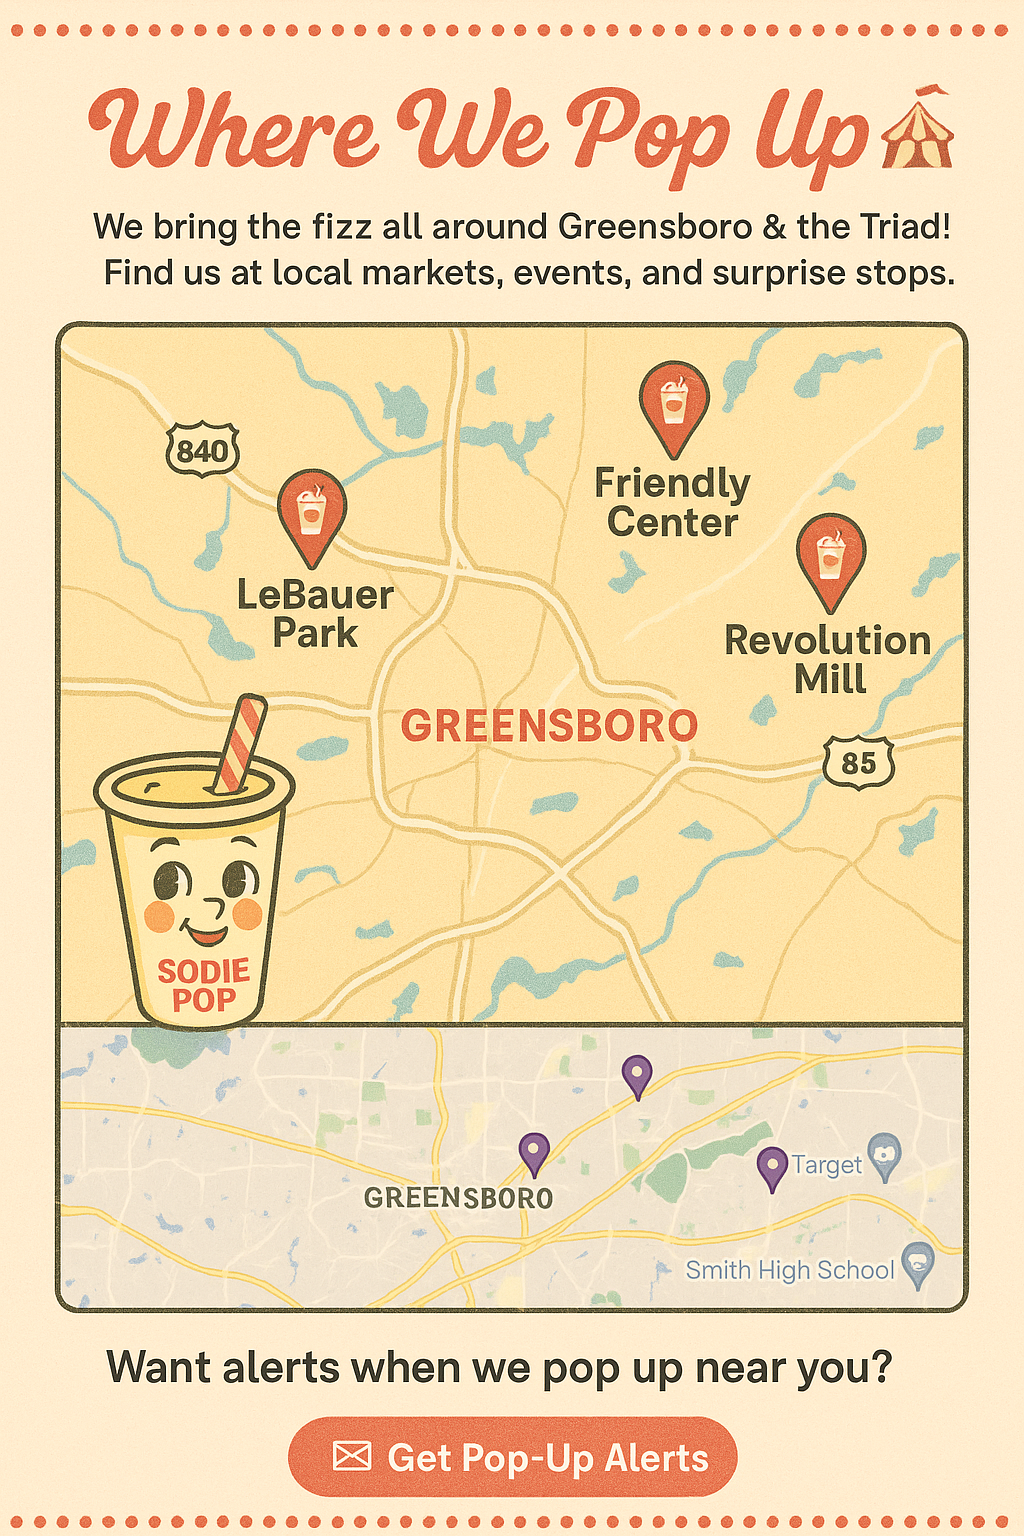 Where We Pop Up
We bring the fizz all around Greensboro & the Triad!
Find us at local markets, events, and surprise stops.
840
Friendly
Center
LeBauer
Park
Revolution
Mill
GREENSBORO
85
SODIE
POP
GREENSBORO
Target
Smith High School
Want alerts when we pop up near you?
Get Pop-Up Alerts